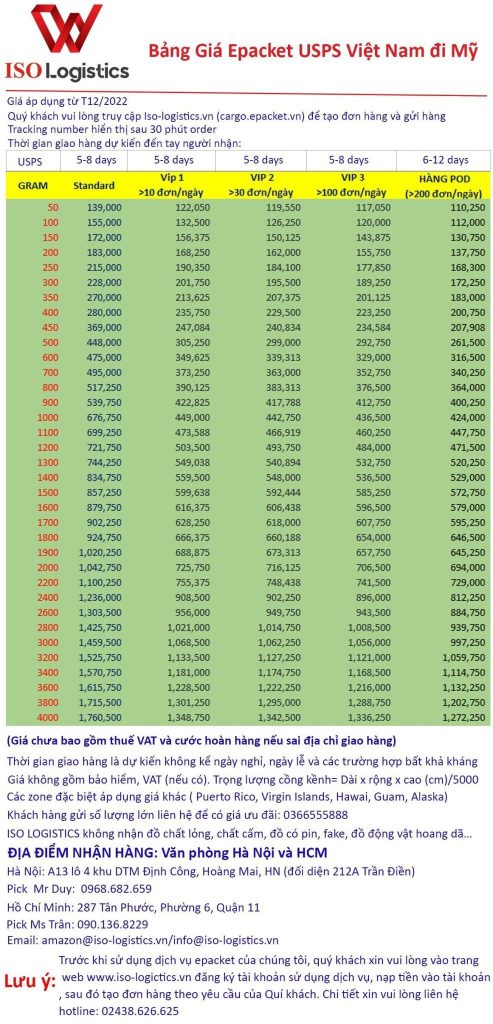 ISO Logistics
Bảng Giá Epacket USPS Việt Nam đi Mỹ
Giá áp dụng từ T12/2022
Quý khách vui lòng truy cập Iso-logistics.vn (cargo.epacket.vn) để tạo đơn hàng và gửi hàng
Tracking number hiển thị sau 30 phút order
Thời gian giao hàng dự kiến đến tay người nhận:
USPS 5-8 days 5-8 days 5-8 days 5-8 days 6-12 days
GRAM Standard Vip 1 >10 đơn/ngày VIP 2 >30 đơn/ngày VIP 3 >100 đơn/ngày HÀNG POD (>200 đơn/ngày)
50 139,000 122,050 119,550 117,050 110,250
100 155,000 132,500 126,250 120,000 112,000
150 172,000 156,375 150,125 143,875 130,750
200 183,000 168,250 162,000 155,750 137,750
250 215,000 190,350 184,100 177,850 168,300
300 228,000 201,750 195,500 189,250 172,250
350 270,000 213,625 207,375 201,125 183,000
400 280,000 235,750 229,500 223,250 200,750
450 369,000 247,084 240,834 234,584 207,908
500 448,000 305,250 299,000 292,750 261,500
600 475,000 349,625 339,313 329,000 316,500
700 495,000 373,250 363,000 352,750 340,250
800 517,250 390,125 383,313 376,500 364,000
900 539,750 422,825 417,788 412,750 400,250
1000 676,750 449,000 442,750 436,500 424,000
1100 699,250 473,588 466,919 460,250 447,750
1200 721,750 503,500 493,750 484,000 471,500
1300 744,250 549,038 540,894 532,750 520,250
1400 834,750 559,500 548,000 536,500 529,000
1500 857,250 599,638 592,444 585,250 572,750
1600 879,750 616,375 606,438 596,500 579,000
1700 902,250 628,250 618,000 607,750 595,250
1800 924,750 666,375 660,188 654,000 646,500
1900 1,020,250 688,875 673,313 657,750 645,250
2000 1,042,750 725,750 716,125 706,500 694,000
2200 1,100,250 755,375 748,438 741,500 729,000
2400 1,236,000 908,500 902,250 896,000 812,250
2600 1,303,500 956,000 949,750 943,500 884,750
2800 1,425,750 1,021,000 1,014,750 1,008,500 939,750
3000 1,459,500 1,068,500 1,062,250 1,056,000 997,250
3200 1,525,750 1,133,500 1,127,250 1,121,000 1,059,750
3400 1,570,750 1,181,000 1,174,750 1,168,500 1,114,750
3600 1,615,750 1,228,500 1,222,250 1,216,000 1,132,250
3800 1,715,500 1,301,250 1,295,000 1,288,750 1,202,750
4000 1,760,500 1,348,750 1,342,500 1,336,250 1,272,250
(Giá chưa bao gồm thuế VAT và cước hoàn hàng nếu sai địa chỉ giao hàng)
Thời gian giao hàng là dự kiến không kể ngày nghỉ, ngày lễ và các trường hợp bất khả kháng
Giá không gồm bảo hiểm, VAT (nếu có). Trọng lượng cồng kềnh= Dài x rộng x cao (cm)/5000
Các zone đặc biệt áp dụng giá khác ( Puerto Rico, Virgin Islands, Hawai, Guam, Alaska)
Khách hàng gửi số lượng lớn liên hệ để có giá ưu đãi: 0366555888
ISO LOGISTICS không nhận đồ chất lỏng, chất cấm, đồ có pin, fake, đồ động vật hoang dã...
ĐỊA ĐIỂM NHẬN HÀNG: Văn phòng Hà Nội và HCM
Hà Nội: A13 lô 4 khu DTM Định Công, Hoàng Mai, HN (đối diện 212A Trần Điền)
Pick Mr Duy: 0968.682.659
Hồ Chí Minh: 287 Tân Phước, Phường 6, Quận 11
Pick Ms Trân: 090.136.8229
Email: amazon@iso-logistics.vn/info@iso-logistics.vn
Lưu ý: Trước khi sử dụng dịch vụ epacket của chúng tôi, quý khách xin vui lòng vào trang
web www.iso-logictics.vn đăng ký tài khoản sử dụng dịch vụ, nạp tiền vào tài khoản
, sau đó tạo đơn hàng theo yêu cầu của Quí khách. Chi tiết xin vui lòng liên hệ
hotline: 02438.626.625